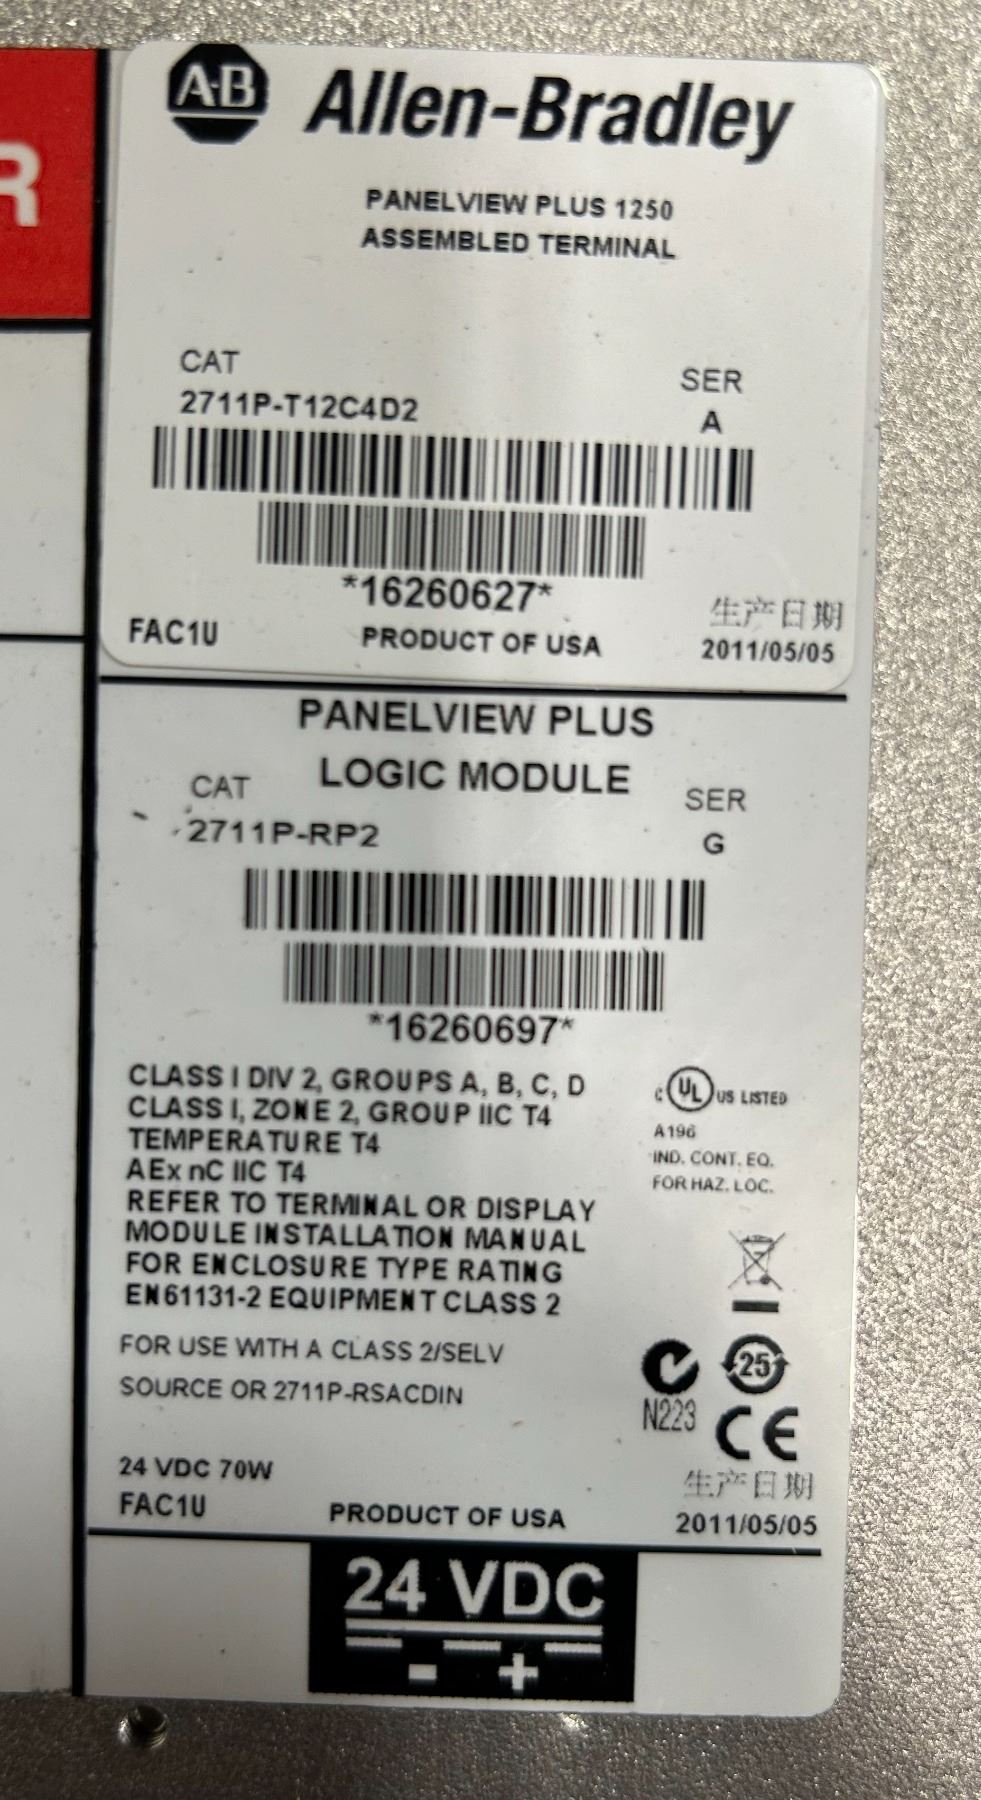 R
A-B Allen-Bradley
PANELVIEW PLUS 1250
ASSEMBLED TERMINAL
CAT
SER
2711P-T12C4D2
A
*16260627*
生产日期
FAC1U PRODUCT OF USA 2011/05/05
PANELVIEW PLUS
LOGIC MODULE
CAT
SER
2711P-RP2
G
*16260697*
CLASS I DIV 2, GROUPS A, B, C, D
CLASS I, ZONE 2, GROUP IIC T4
TEMPERATURE T4
AEx nC IIC T4
REFER TO TERMINAL OR DISPLAY
MODULE INSTALLATION MANUAL
FOR ENCLOSURE TYPE RATING
EN61131-2 EQUIPMENT CLASS 2
C UL US LISTED
A196
IND. CONT. EQ.
FOR HAZ. LOC.
FOR USE WITH A CLASS 2/SELV
SOURCE OR 2711P-RSACDIN
25
N223
CE
24 VDC 70W
生产日期
FAC1U PRODUCT OF USA 2011/05/05
24 VDC
- +